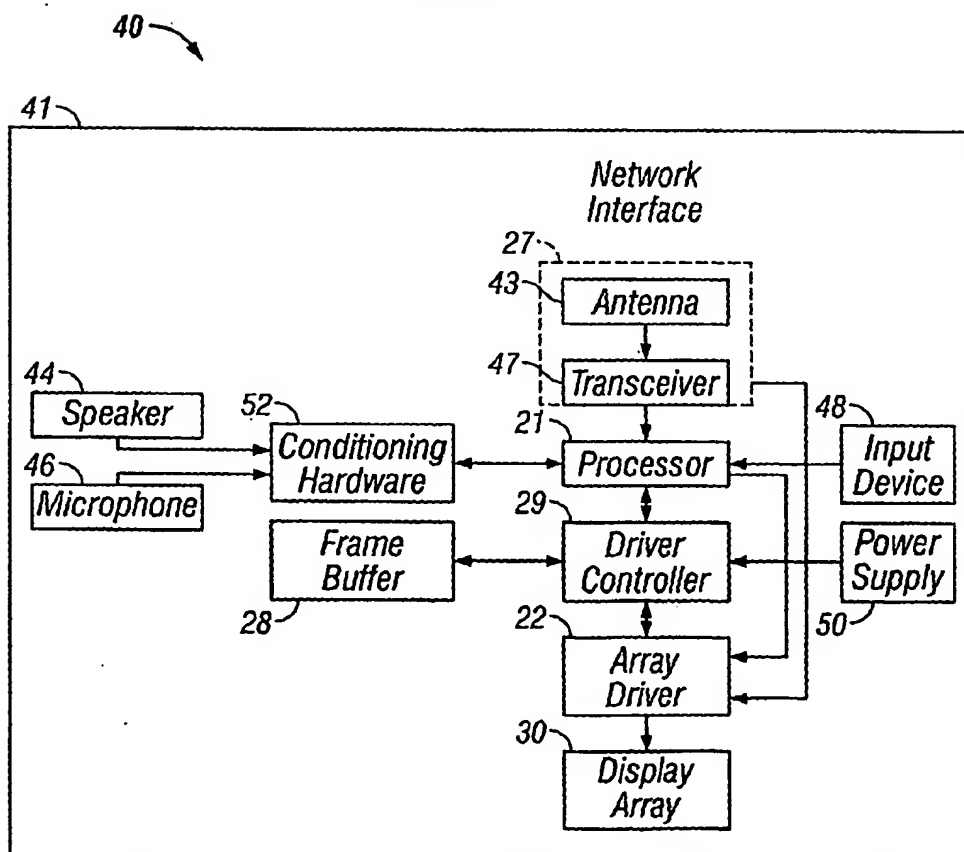 40
41
Network
Interface
27
43
Antenna
47
Transceiver
44
Speaker
52
Conditioning
Hardware
21
Processor
48
Input
Device
46
Microphone
29
Driver
Controller
Frame
Buffer
28
Power
Supply
50
22
Array
Driver
30
Display
Array